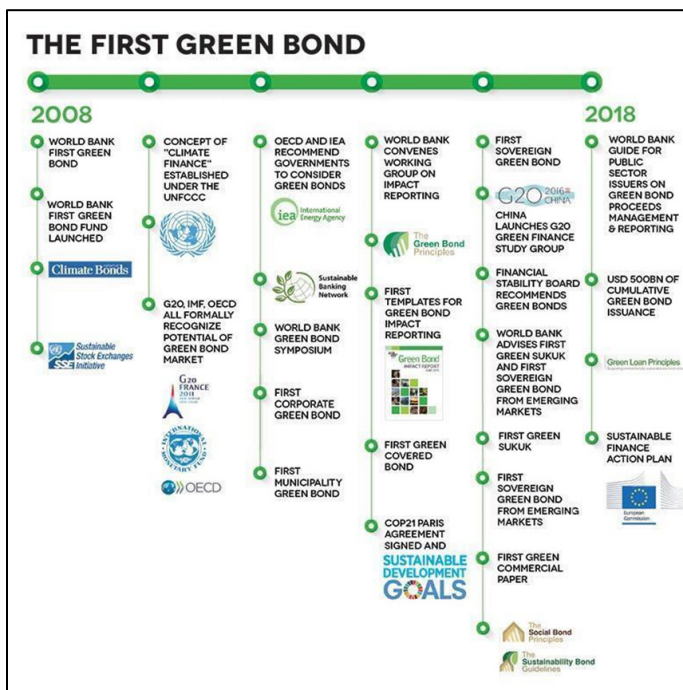 THE FIRST GREEN BOND
2008
WORLD BANK
FIRST GREEN
BOND
WORLD BANK
FIRST GREEN
BOND FUND
LAUNCHED
Climate Bonds
Sustainable
Stock Exchanges
Initiative
SSE
CONCEPT OF
"CLIMATE
FINANCE"
ESTABLISHED
UNDER THE
UNFCCC
G20, IMF, OECD
ALL FORMALLY
RECOGNIZE
POTENTIAL OF
GREEN BOND
MARKET
G20
FRANCE
2011
INTERNATIONAL
MONETARY FUND
OECD
OECD AND IEA
RECOMMEND
GOVERNMENTS
TO CONSIDER
GREEN BONDS
iea
International
Energy Agency
Sustainable
Banking
Network
WORLD BANK
GREEN BOND
SYMPOSIUM
FIRST
CORPORATE
GREEN BOND
FIRST
MUNICIPALITY
GREEN BOND
WORLD BANK
CONVENES
WORKING
GROUP ON
IMPACT
REPORTING
The
Green Bond
Principles
FIRST
TEMPLATES FOR
GREEN BOND
IMPACT
REPORTING
Green Bond
IMPACT REPORT
FIRST GREEN
COVERED
BOND
COP21 PARIS
AGREEMENT
SIGNED AND
SUSTAINABLE
DEVELOPMENT
GOALS
FIRST
SOVEREIGN
GREEN BOND
G20 2016
CHINA
CHINA
LAUNCHES G20
GREEN FINANCE
STUDY GROUP
FINANCIAL
STABILITY BOARD
RECOMMENDS
GREEN BONDS
WORLD BANK
ADVISES FIRST
GREEN SUKUK
AND FIRST
SOVEREIGN
GREEN BOND
FROM EMERGING
MARKETS
FIRST GREEN
SUKUK
FIRST
SOVEREIGN
GREEN BOND
FROM EMERGING
MARKETS
FIRST GREEN
COMMERCIAL
PAPER
The
Social Bond
Principles
The
Sustainability Bond
Guidelines
2018
WORLD BANK
GUIDE FOR
PUBLIC
SECTOR
ISSUERS ON
GREEN BOND
PROCEEDS
MANAGEMENT
& REPORTING
USD 500BN OF
CUMULATIVE
GREEN BOND
ISSUANCE
Green Loan Principles
SUSTAINABLE
FINANCE
ACTION PLAN
European
Commission